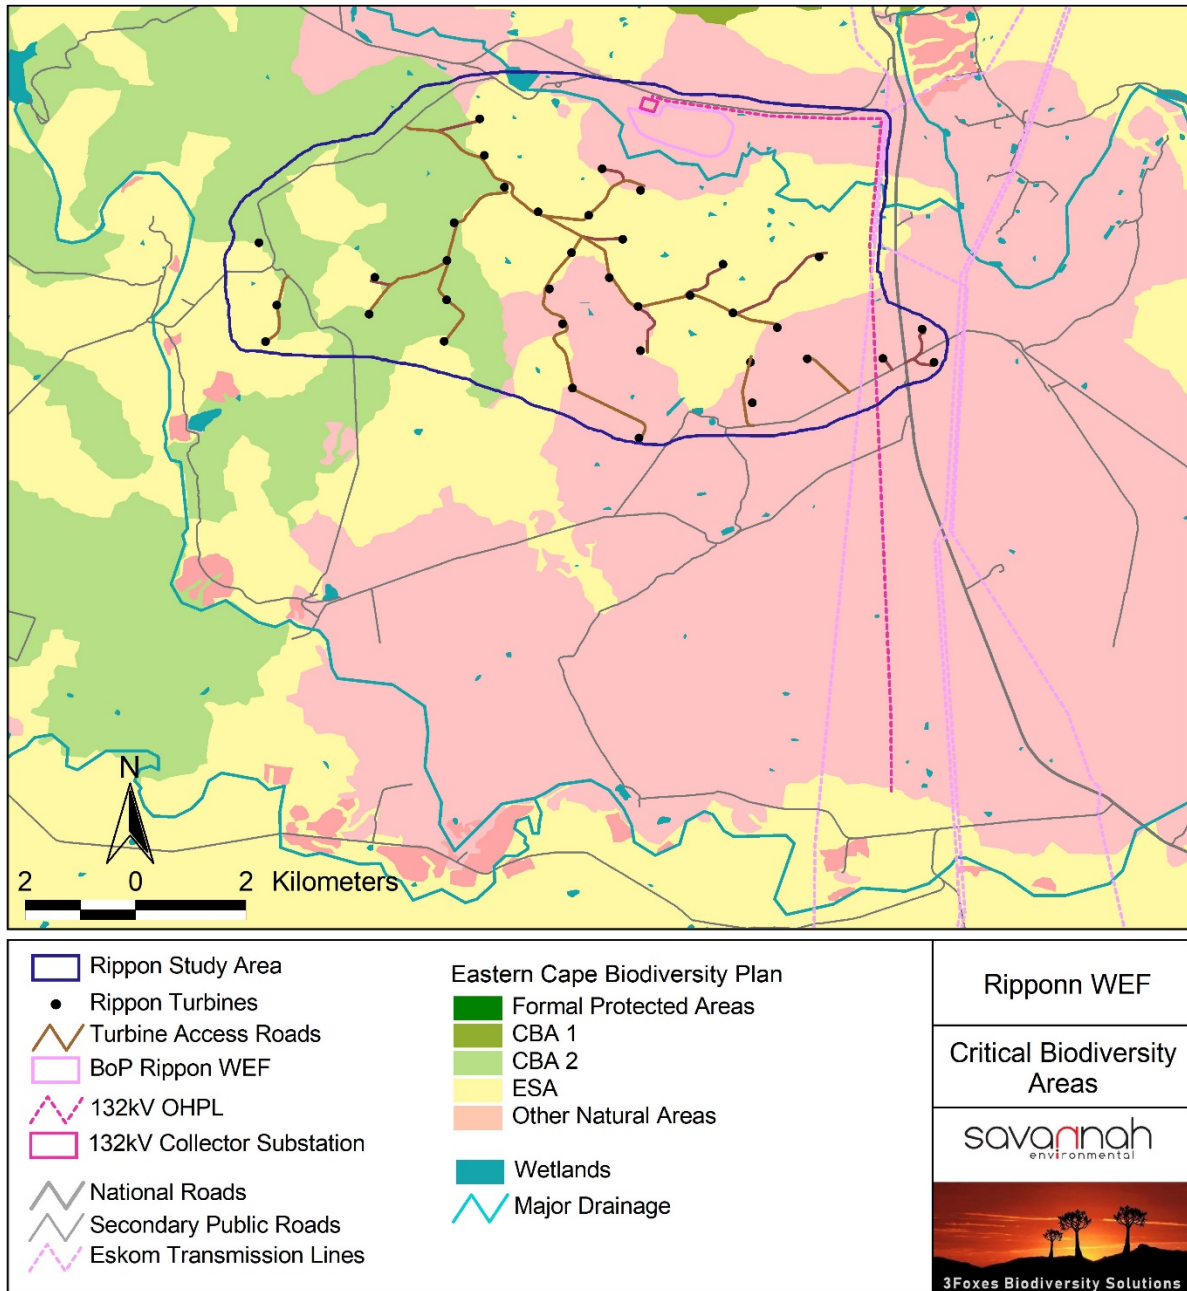 N
2 0 2 Kilometers
Rippon Study Area
Rippon Turbines
Turbine Access Roads
BoP Rippon WEF
132kV OHPL
132kV Collector Substation
National Roads
Secondary Public Roads
Eskom Transmission Lines
Eastern Cape Biodiversity Plan
Formal Protected Areas
CBA 1
CBA 2
ESA
Other Natural Areas
Wetlands
Major Drainage
Ripponn WEF
Critical Biodiversity
Areas
savannah
environmental
3Foxes Biodiversity Solutions